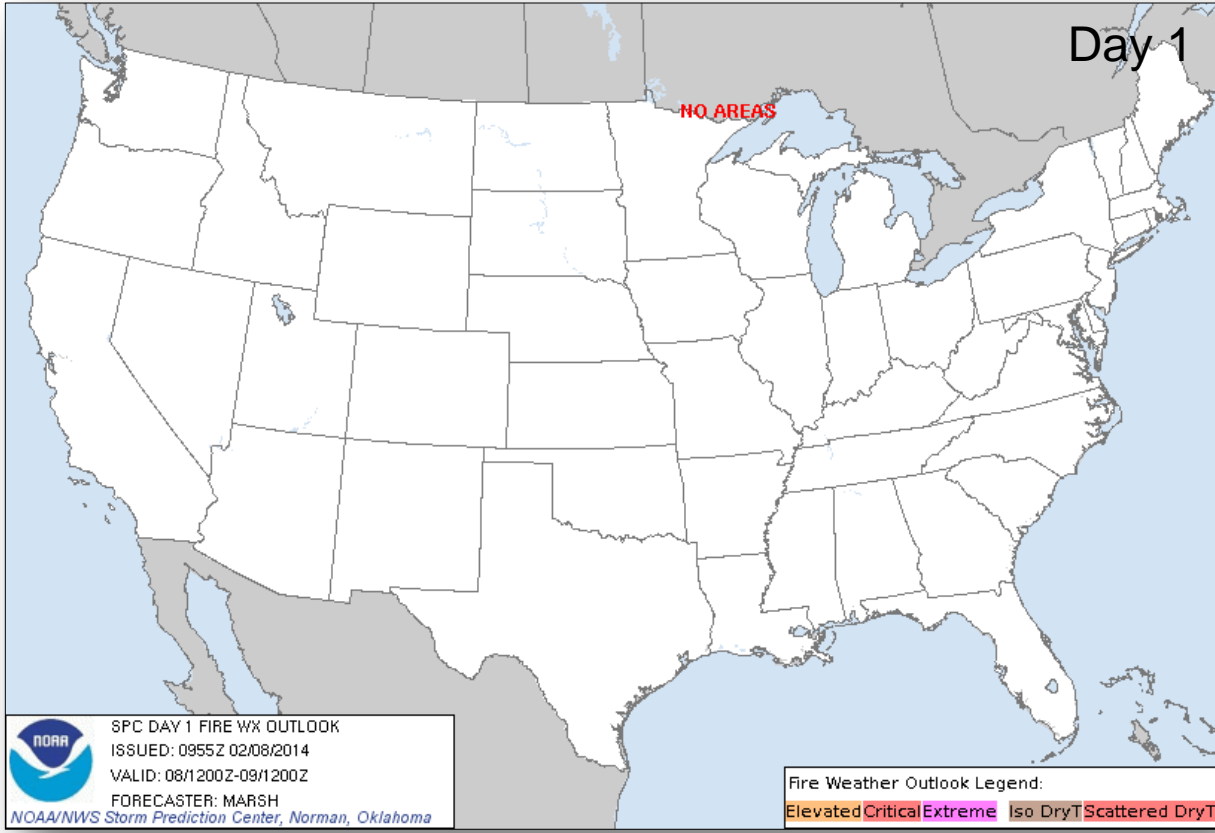 Day 1
NO AREAS
NOAA
SPC DAY 1 FIRE WX OUTLOOK
ISSUED: 0955Z 02/08/2014
VALID: 08/1200Z-09/1200Z
FORECASTER: MARSH
NOAA/NWS Storm Prediction Center, Norman, Oklahoma
Fire Weather Outlook Legend:
Elevated Critical Extreme Iso DryT Scattered DryT